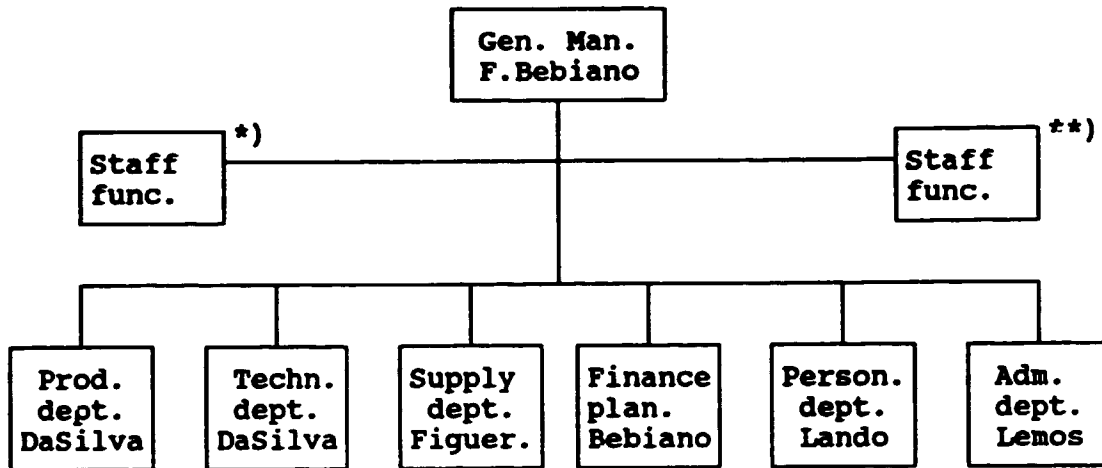 Gen. Man.
F.Bebiano
*)
Staff
func.
**)
Staff
func.
Prod.
dept.
DaSilva
Techn.
dept.
DaSilva
Supply
dept.
Figuer.
Finance
plan.
Bebiano
Person.
dept.
Lando
Adm.
dept.
Lemos